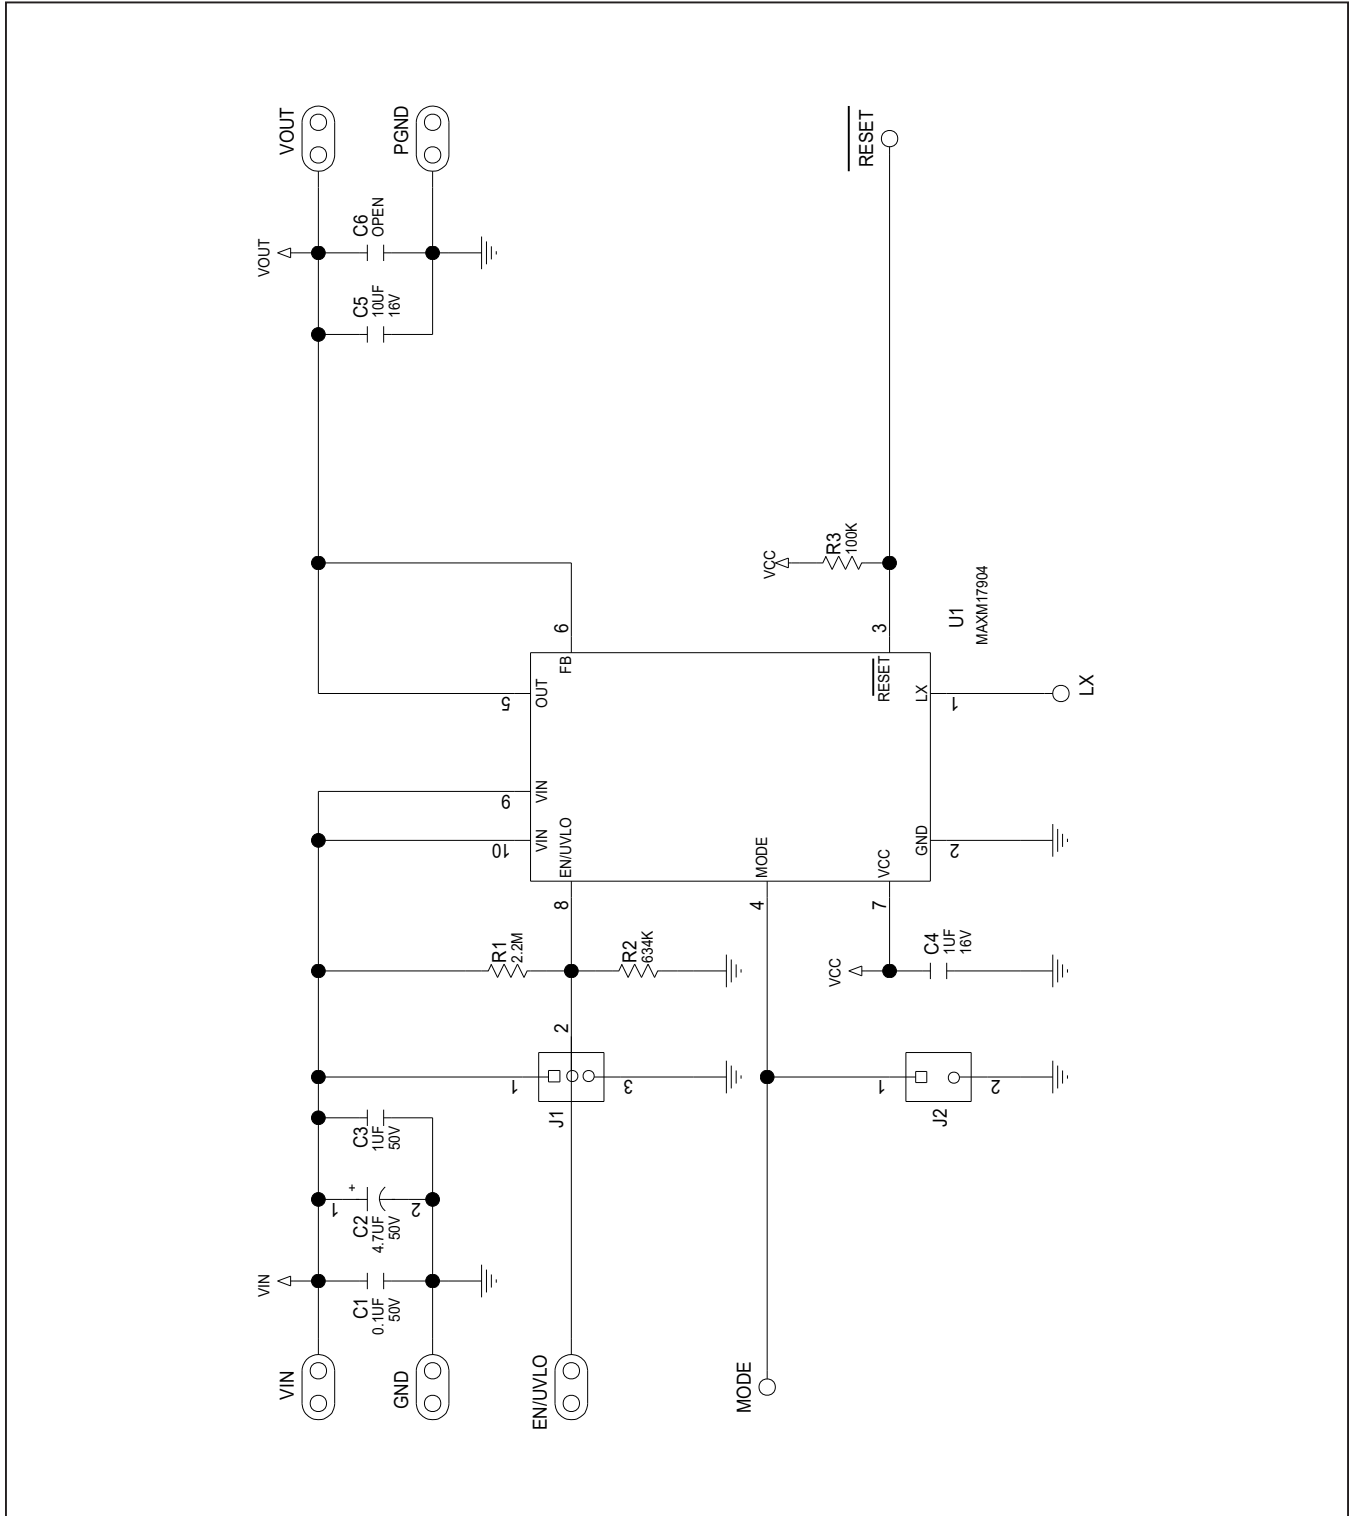 VIN
GND
EN/UVLO
MODE
VIN
C1
0.1UF
50V
1
+
2
C2
4.7UF
50V
C3
1UF
50V
1
2
3
J1
1
2
J2
R1
2.2M
R2
634K
VCC
C4
1UF
16V
10
9
5
8
4
7
6
3
2
1
VIN
VIN
OUT
EN/UVLO
FB
MODE
VCC
RESET
GND
LX
U1
MAXM17904
LX
VCC
R3
100K
RESET
C5
10UF
16V
VOUT
C6
OPEN
VOUT
PGND